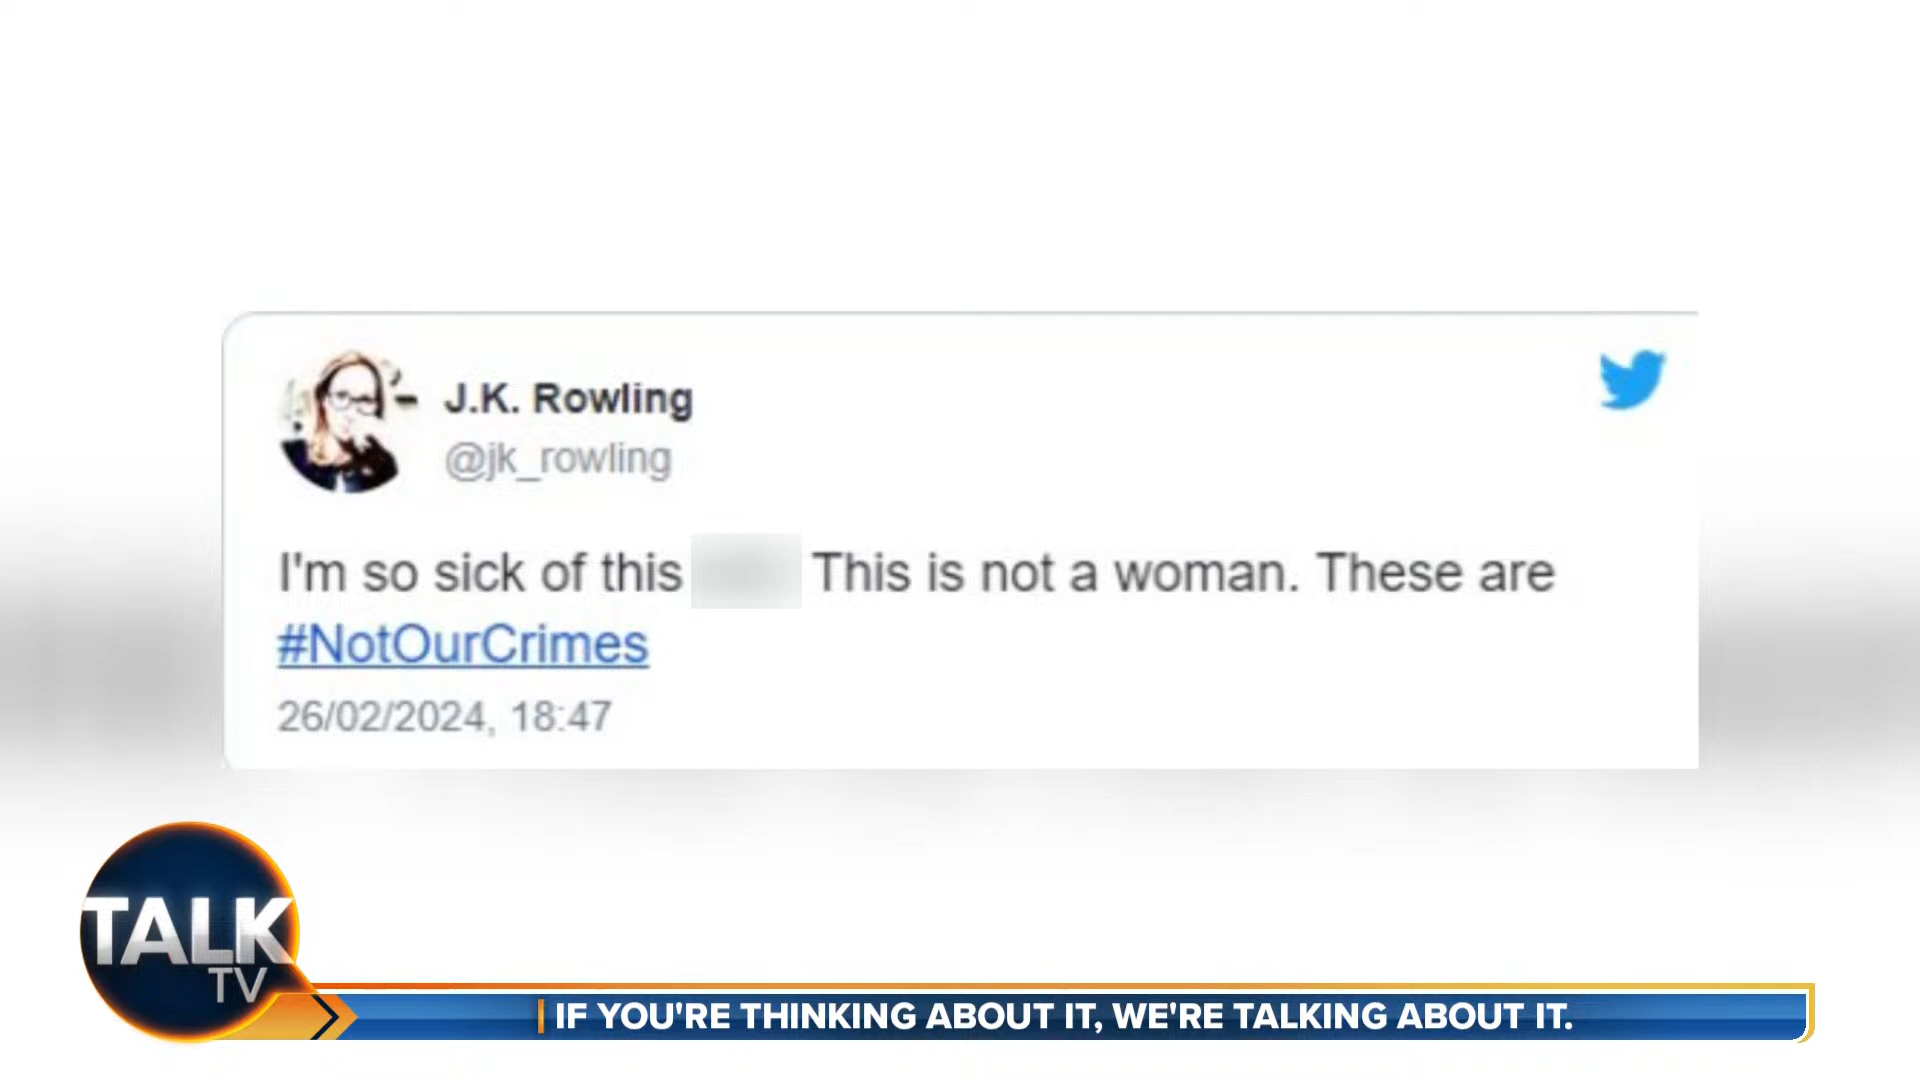 J.K. Rowling
@jk_rowling
I'm so sick of this This is not a woman. These are
#NotOurCrimes
26/02/2024, 18:47
TALK
TV
IF YOU'RE THINKING ABOUT IT, WE'RE TALKING ABOUT IT.